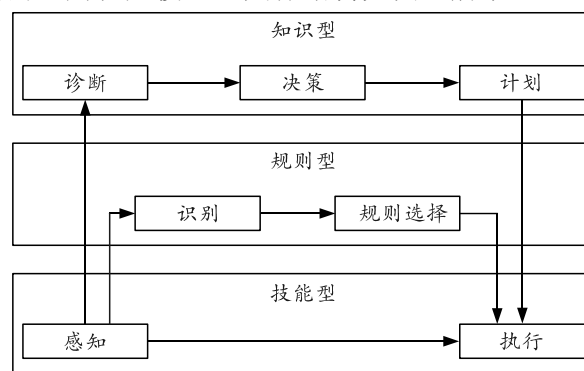 知识型
诊断 决策 计划
规则型
识别 规则选择
技能型
感知 执行